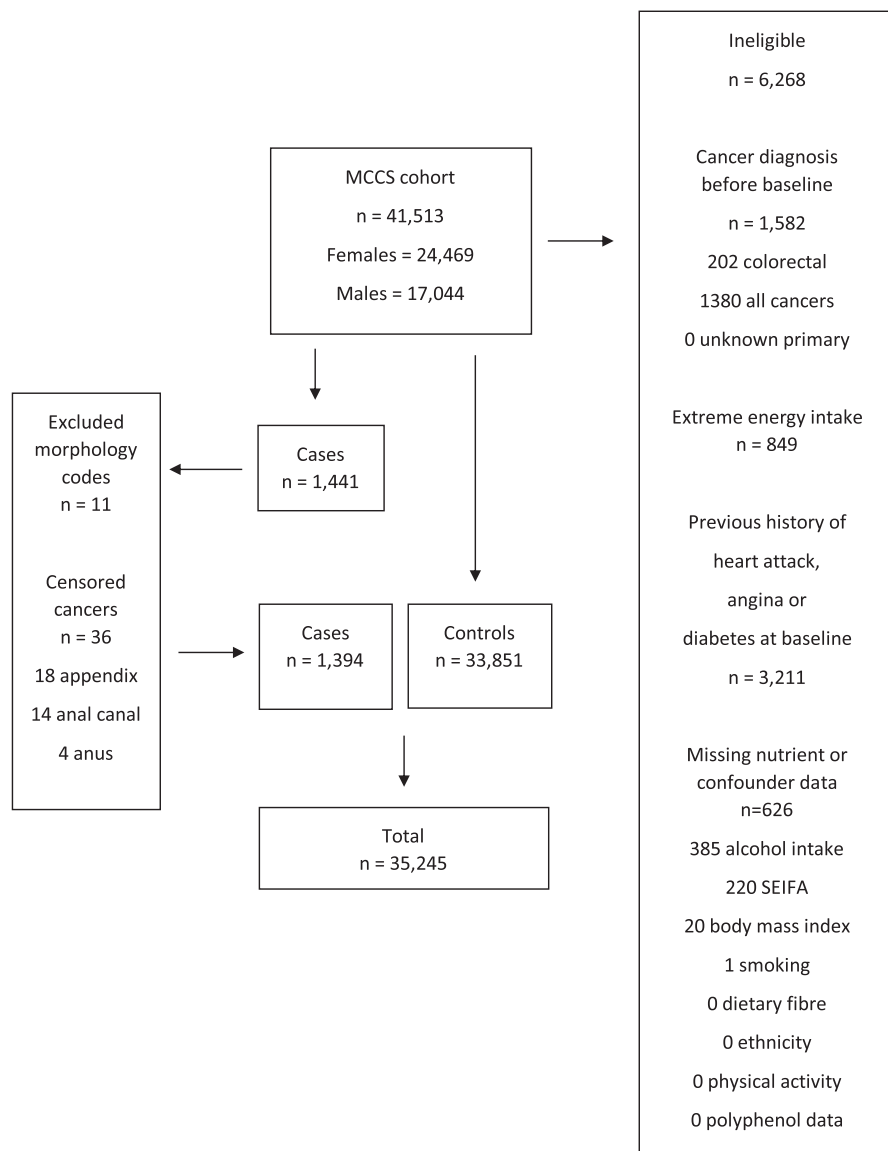 MCCS cohort
n = 41,513
Females = 24,469
Males = 17,044
Ineligible
n = 6,268
Cancer diagnosis
before baseline
n = 1,582
202 colorectal
1380 all cancers
0 unknown primary
Extreme energy intake
n = 849
Previous history of
heart attack,
angina or
diabetes at baseline
n = 3,211
Missing nutrient or
confounder data
n=626
385 alcohol intake
220 SEIFA
20 body mass index
1 smoking
0 dietary fibre
0 ethnicity
0 physical activity
0 polyphenol data
Cases
n = 1,441
Excluded
morphology
codes
n = 11
Censored
cancers
n = 36
18 appendix
14 anal canal
4 anus
Cases
n = 1,394
Controls
n = 33,851
Total
n = 35,245